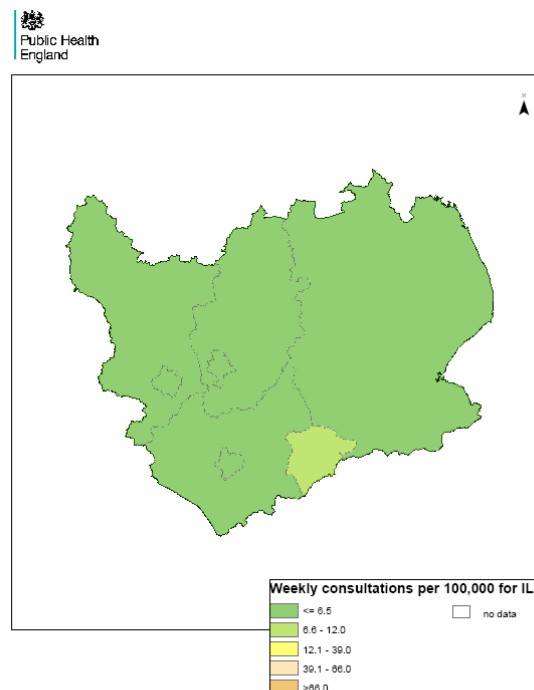 Public Health
England
Weekly consultations per 100,000 for IL
<= 6.5
no data
6.6 - 12.0
12.1 - 39.0
39.1 - 66.0
>66.0